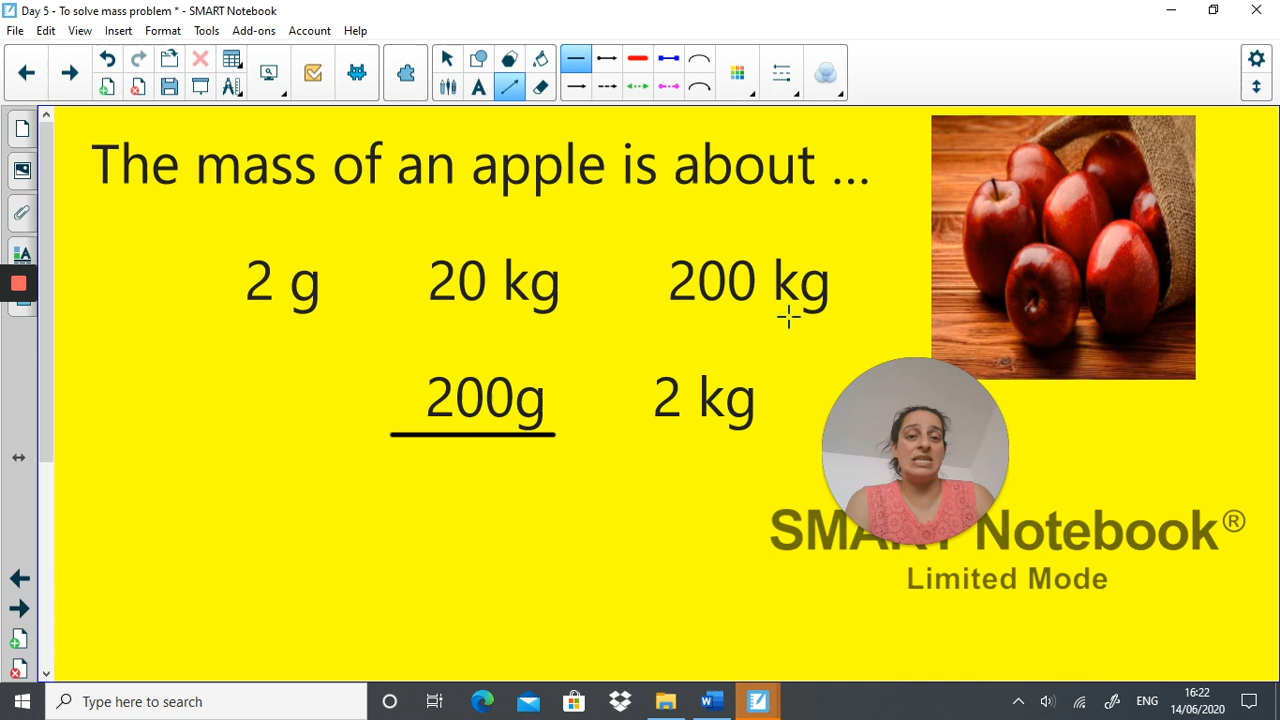 Day 5 - To solve mass problem * - SMART Notebook
File Edit View Insert Format Tools Add-ons Account Help
The mass of an apple is about ...
2 g 20 kg 200 kg
200g 2 kg
SMART Notebook®
Limited Mode
Type here to search
ENG
16:22
14/06/2020